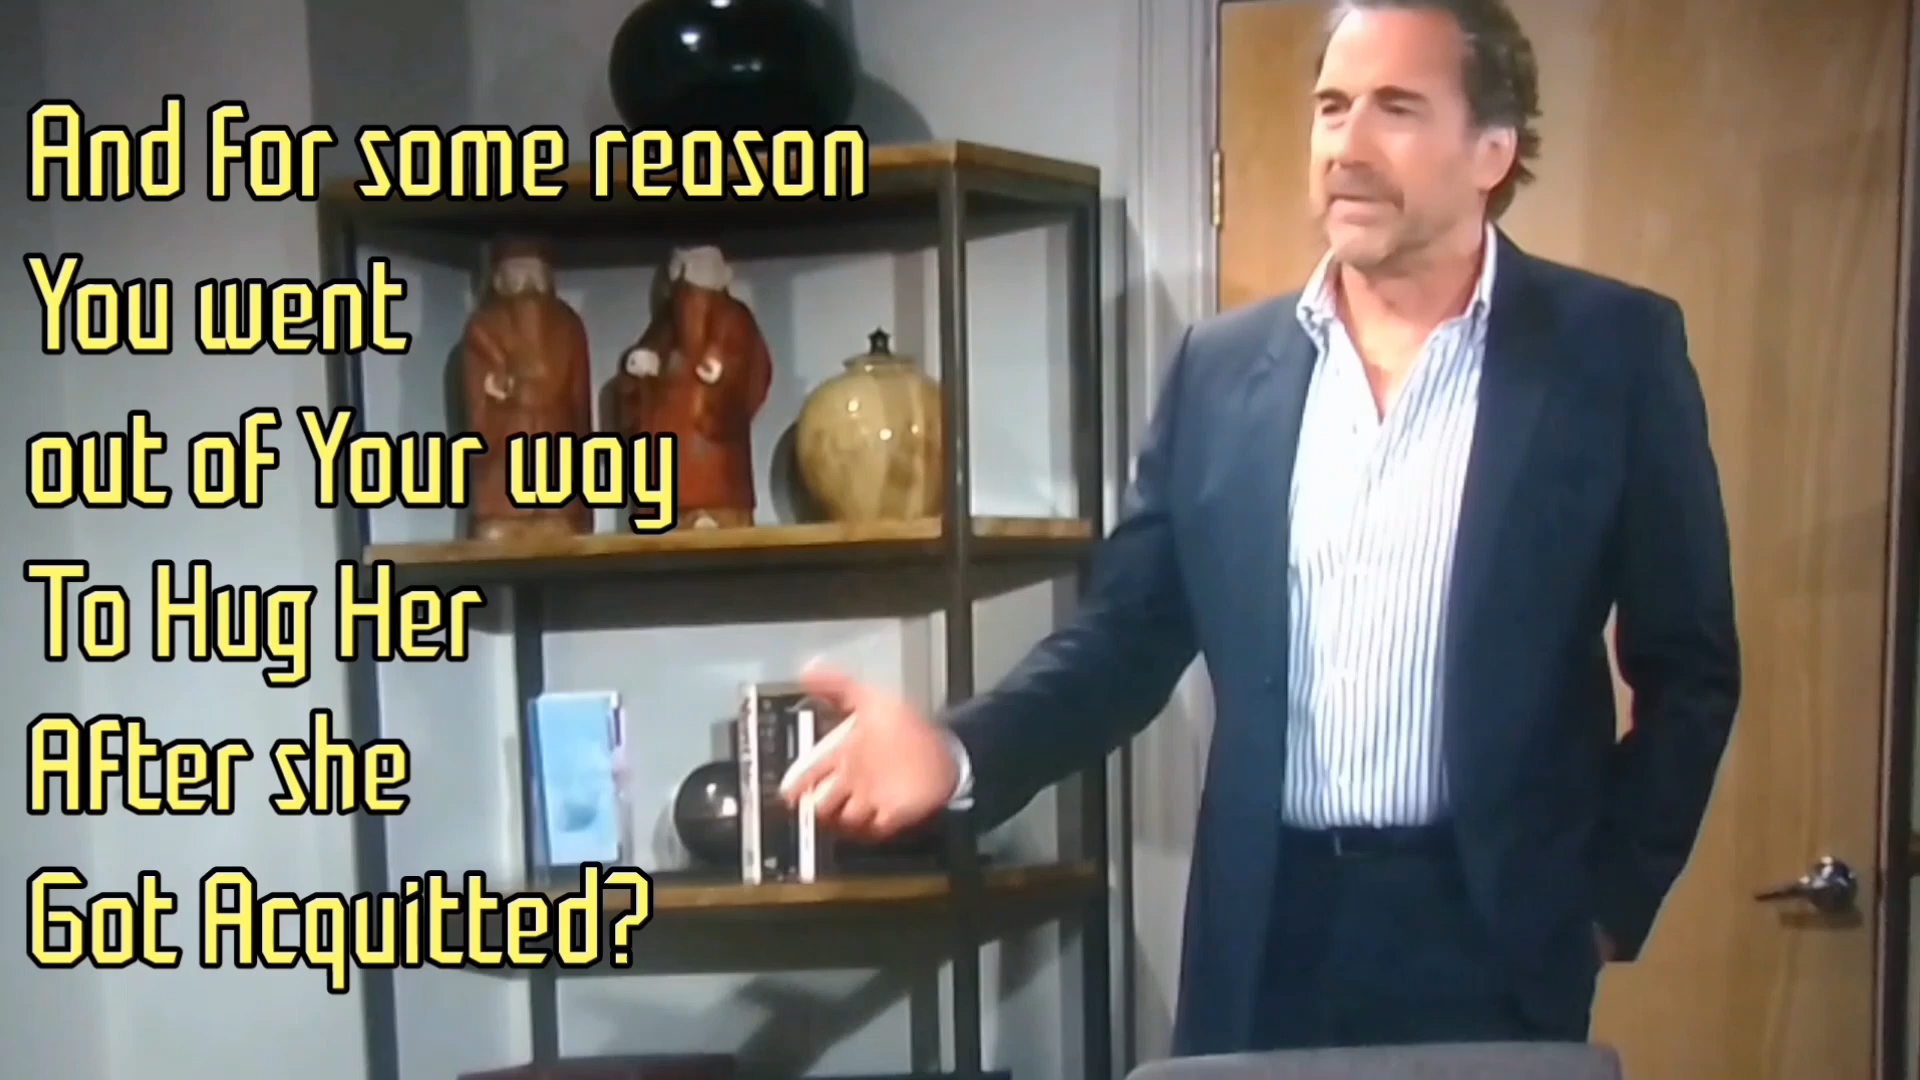 And For some reason
You went
out of Your way
To Hug Her
After she
Got Acquitted?